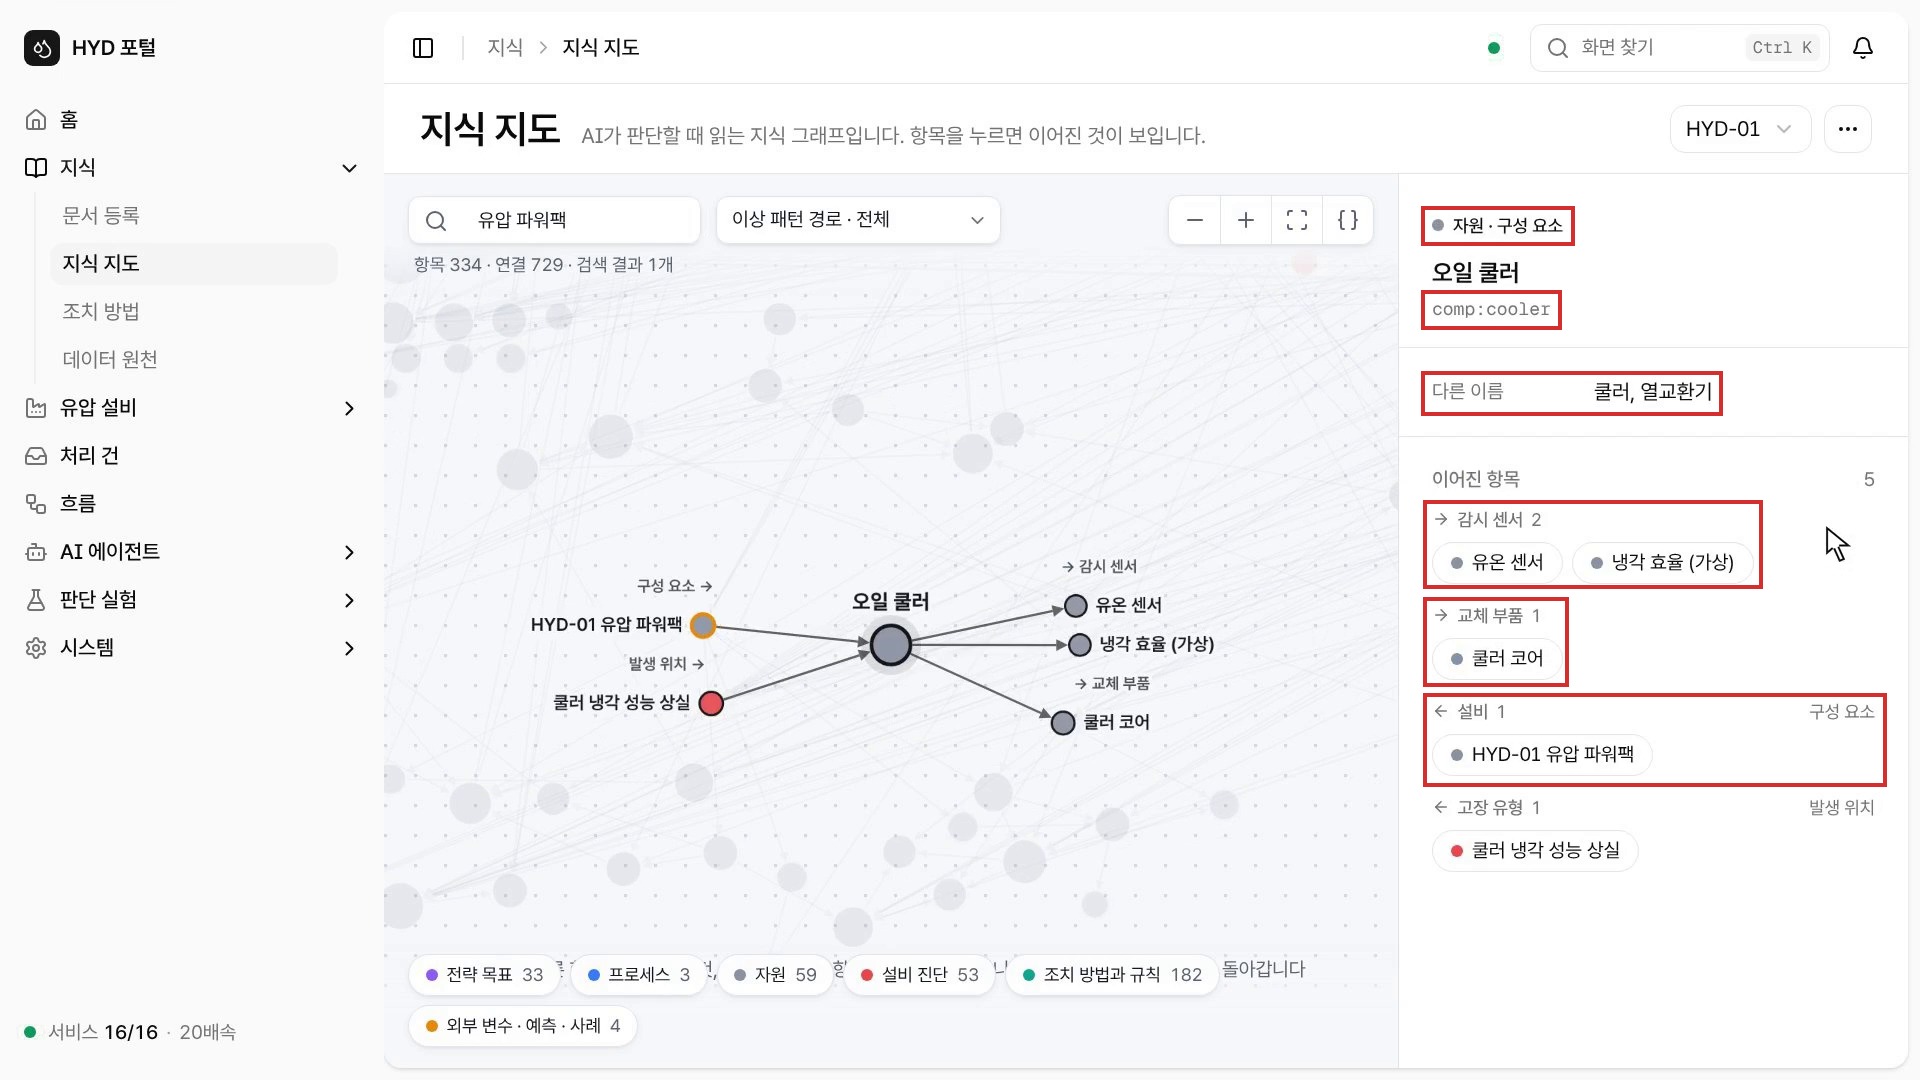 HYD 포털
홈
지식
문서 등록
지식 지도
조치 방법
데이터 원천
유압 설비
처리 건
흐름
AI 에이전트
판단 실험
시스템
서비스 16/16 · 20배속
지식 > 지식 지도
화면 찾기 Ctrl K
지식 지도 AI가 판단할 때 읽는 지식 그래프입니다. 항목을 누르면 이어진 것이 보입니다.
HYD-01
유압 파워팩
이상 패턴 경로 · 전체
항목 334 · 연결 729 · 검색 결과 1개
구성 요소 →
HYD-01 유압 파워팩
발생 위치 →
쿨러 냉각 성능 상실
오일 쿨러
→ 감시 센서
유온 센서
냉각 효율 (가상)
→ 교체 부품
쿨러 코어
전략 목표 33
프로세스 3
자원 59
설비 진단 53
조치 방법과 규칙 182
돌아갑니다
외부 변수 · 예측 · 사례 4
자원 · 구성 요소
오일 쿨러
comp:cooler
다른 이름 쿨러, 열교환기
이어진 항목 5
→ 감시 센서 2
유온 센서 냉각 효율 (가상)
→ 교체 부품 1
쿨러 코어
← 설비 1 구성 요소
HYD-01 유압 파워팩
← 고장 유형 1 발생 위치
쿨러 냉각 성능 상실